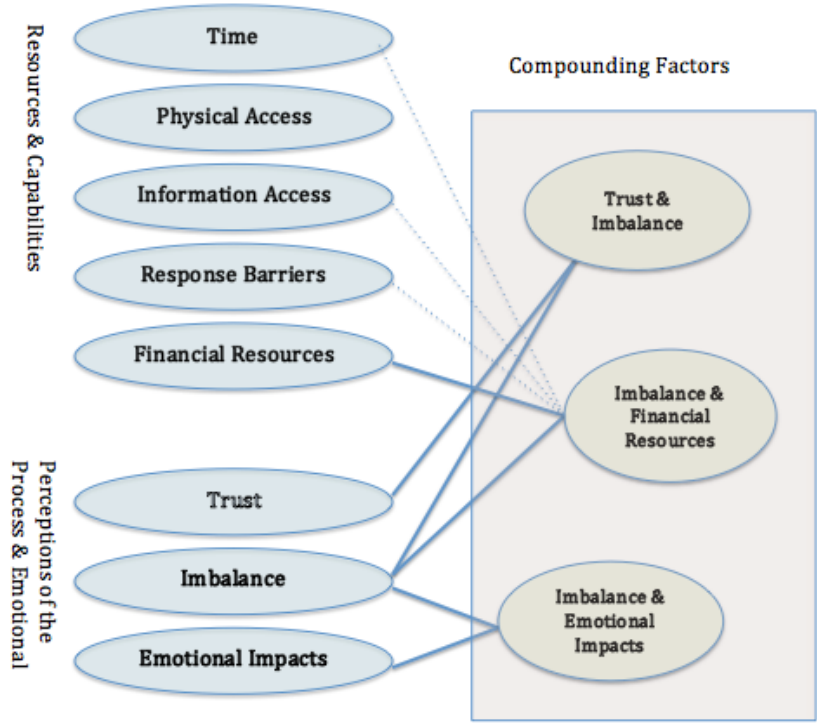 Resources & Capabilities
Time
Physical Access
Information Access
Response Barriers
Financial Resources
Perceptions of the
Process & Emotional
Trust
Imbalance
Emotional Impacts
Compounding Factors
Trust &
Imbalance
Imbalance &
Financial
Resources
Imbalance &
Emotional
Impacts